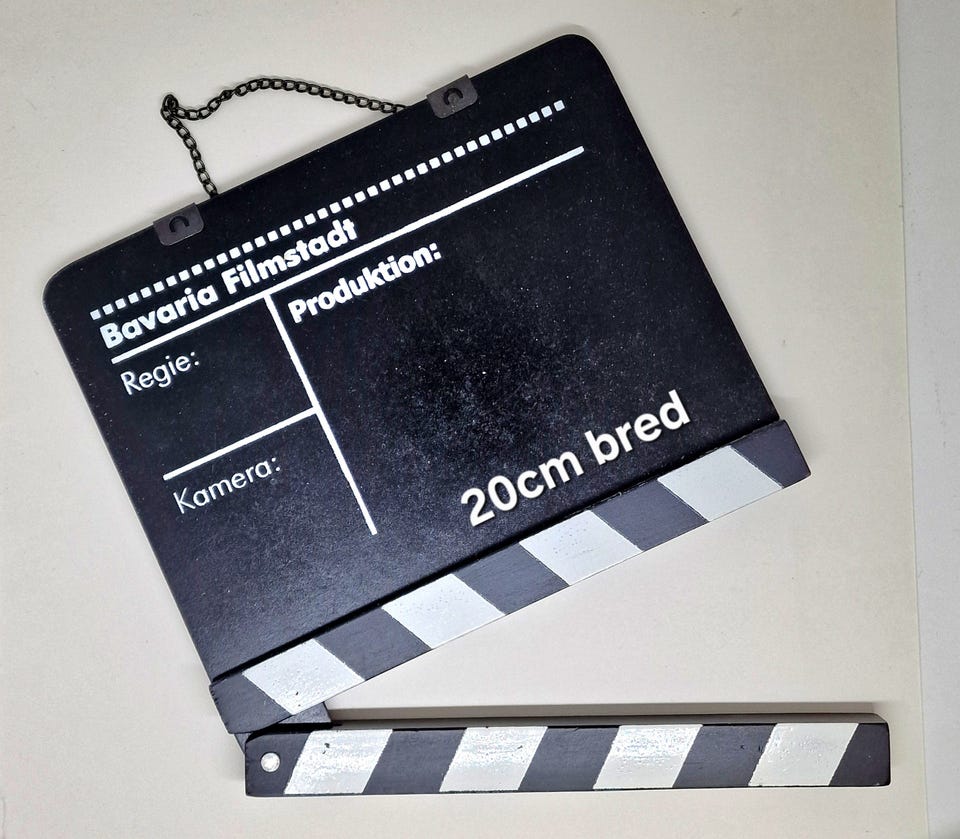 Bavaria Filmstadt
Produktion:
Regie:
Kamera:
20cm bred